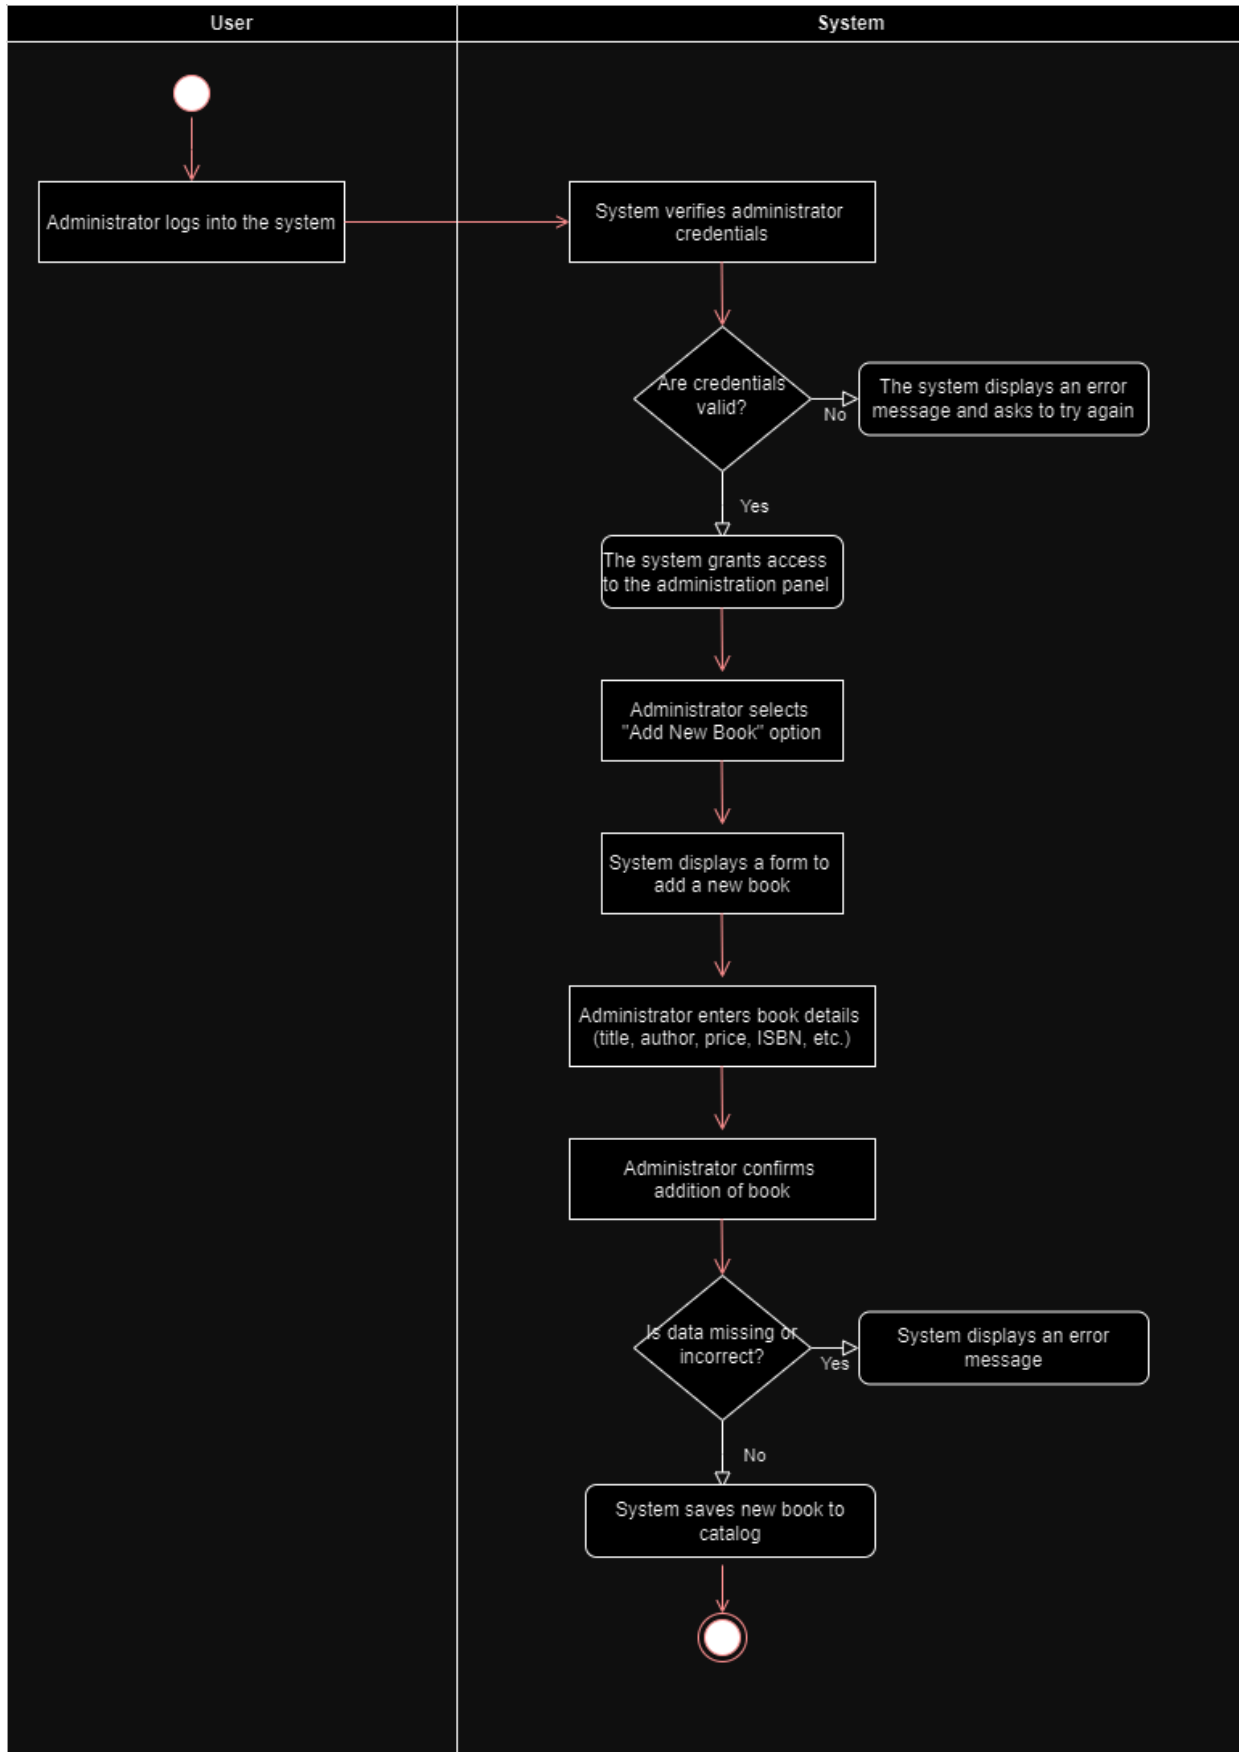 User
System
Administrator logs into the system
System verifies administrator
credentials
Are credentials
valid?
No
The system displays an error
message and asks to try again
Yes
The system grants access
to the administration panel
Administrator selects
"Add New Book" option
System displays a form to
add a new book
Administrator enters book details
(title, author, price, ISBN, etc.)
Administrator confirms
addition of book
Is data missing or
incorrect?
Yes
System displays an error
message
No
System saves new book to
catalog